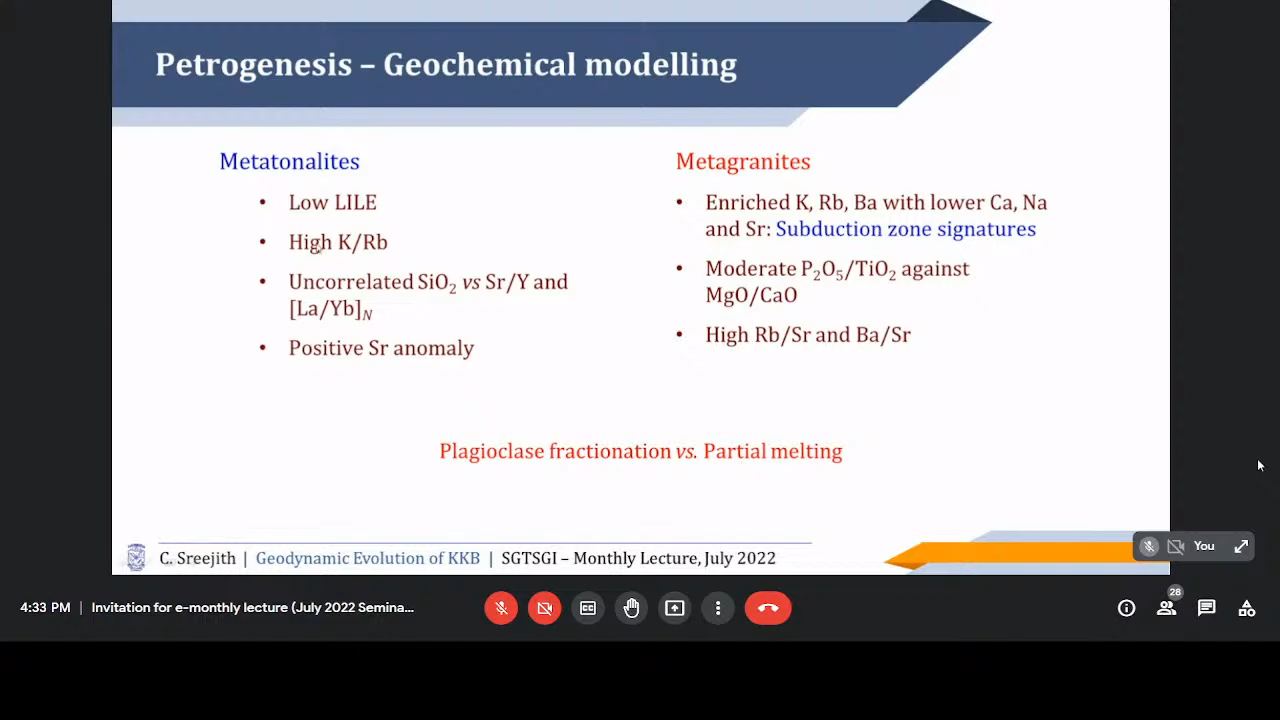 Petrogenesis – Geochemical modelling
Metatonalites
• Low LILE
• High K/Rb
• Uncorrelated SiO₂ vs Sr/Y and
[La/Yb]N
• Positive Sr anomaly
Metagranites
• Enriched K, Rb, Ba with lower Ca, Na
and Sr: Subduction zone signatures
• Moderate P₂O₅/TiO₂ against
MgO/CaO
• High Rb/Sr and Ba/Sr
Plagioclase fractionation vs. Partial melting
C. Sreejith | Geodynamic Evolution of KKB | SGTSGI – Monthly Lecture, July 2022
You
4:33 PM | Invitation for e-monthly lecture (July 2022 Semina...
28